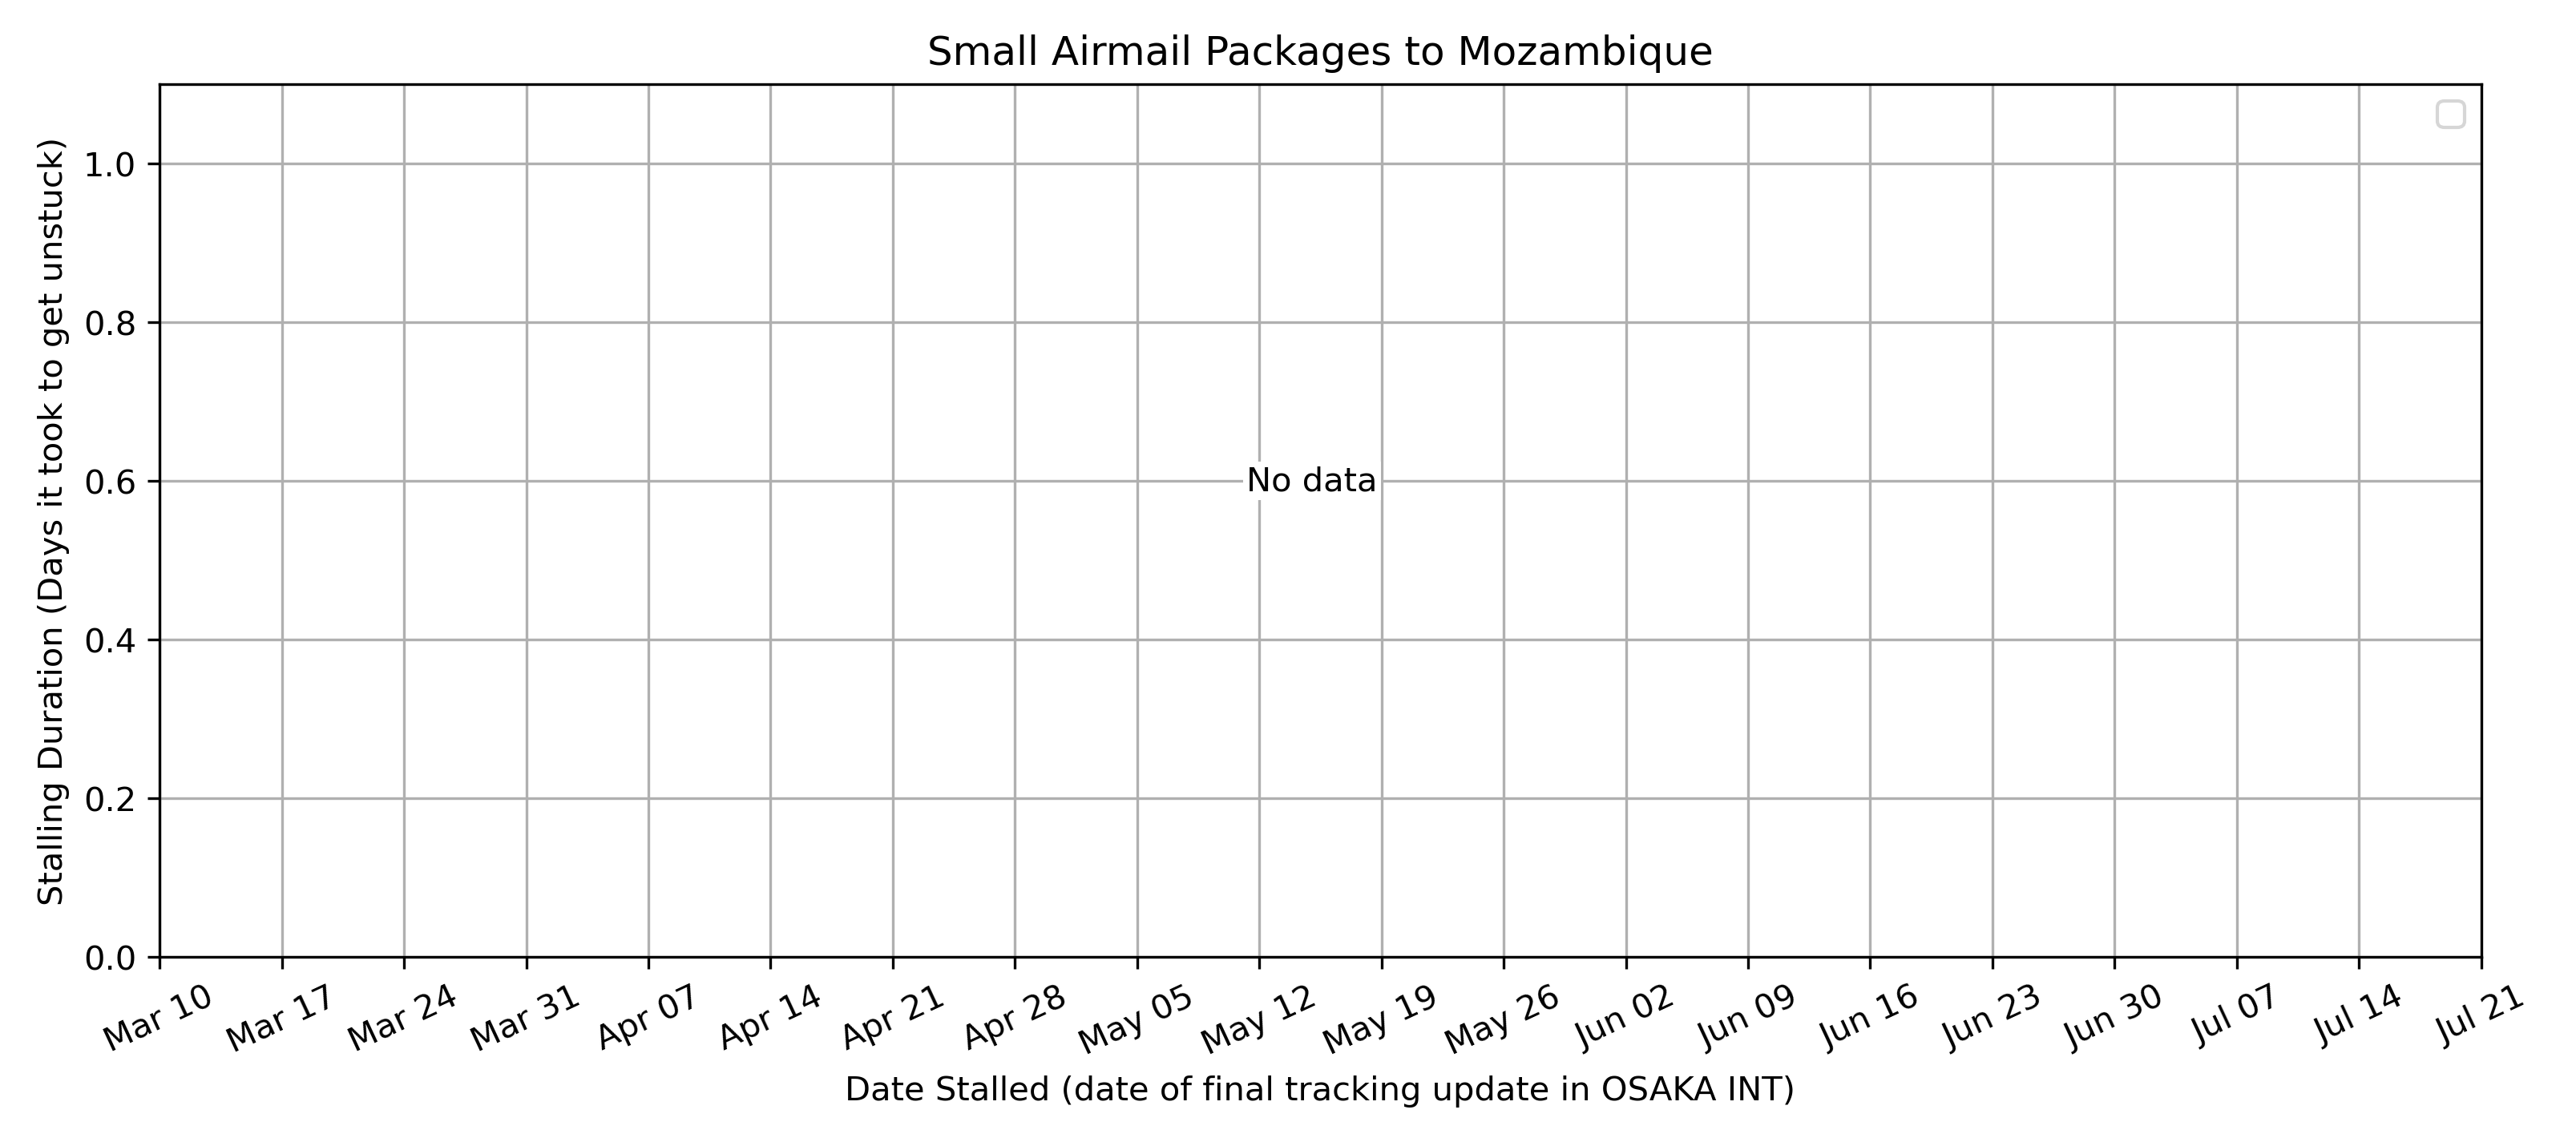 Small Airmail Packages to Mozambique
Stalling Duration (Days it took to get unstuck)
1.0
0.8
0.6
0.4
0.2
0.0
No data
Mar 10 Mar 17 Mar 24 Mar 31 Apr 07 Apr 14 Apr 21 Apr 28 May 05 May 12 May 19 May 26 Jun 02 Jun 09 Jun 16 Jun 23 Jun 30 Jul 07 Jul 14 Jul 21
Date Stalled (date of final tracking update in OSAKA INT)